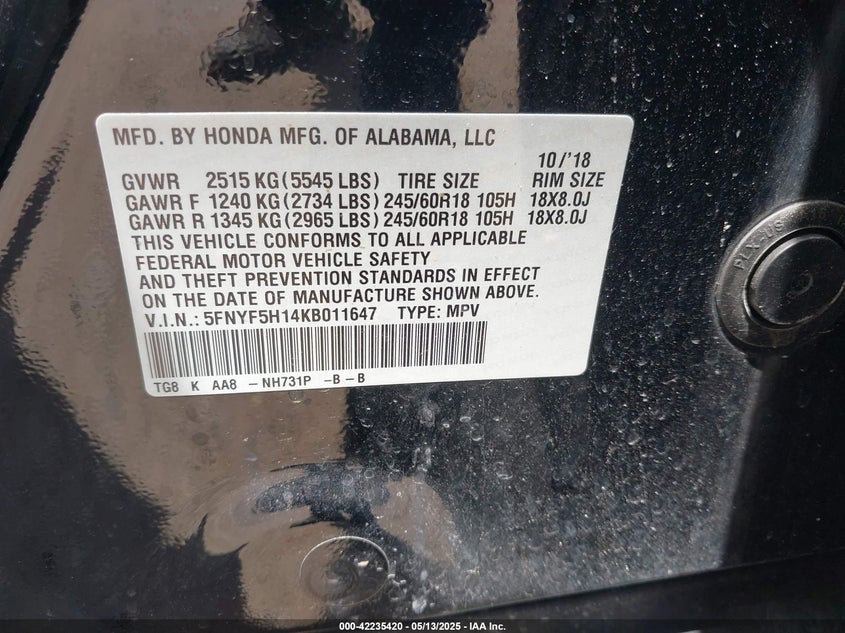 MFD. BY HONDA MFG. OF ALABAMA, LLC
10/'18
GVWR 2515 KG (5545 LBS) TIRE SIZE RIM SIZE
GAWR F 1240 KG (2734 LBS) 245/60R18 105H 18X8.0J
GAWR R 1345 KG (2965 LBS) 245/60R18 105H 18X8.0J
THIS VEHICLE CONFORMS TO ALL APPLICABLE
FEDERAL MOTOR VEHICLE SAFETY
AND THEFT PREVENTION STANDARDS IN EFFECT
ON THE DATE OF MANUFACTURE SHOWN ABOVE.
V.I.N.: 5FNYF5H14KB011647 TYPE: MPV
TG8 K AA8 - NH731P - B - B
000-42235420 - 05/13/2025 - IAA Inc.